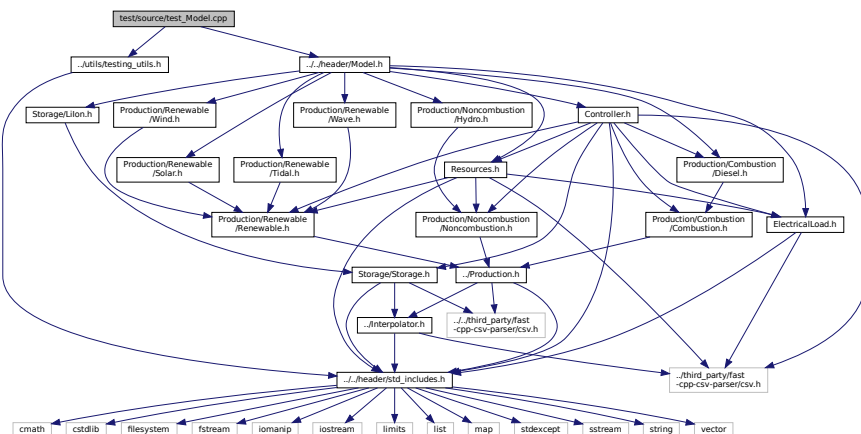 test/source/test_Model.cpp
../utils/testing_utils.h
../../header/Model.h
Storage/LiIon.h
Production/Renewable
/Wind.h
Production/Renewable
/Wave.h
Production/Noncombustion
/Hydro.h
Controller.h
Production/Renewable
/Solar.h
Production/Renewable
/Tidal.h
Resources.h
Production/Combustion
/Diesel.h
Production/Renewable
/Renewable.h
Production/Noncombustion
/Noncombustion.h
Production/Combustion
/Combustion.h
ElectricalLoad.h
Storage/Storage.h
../Production.h
../Interpolator.h
../../third_party/fast
-cpp-csv-parser/csv.h
../../header/std_includes.h
../third_party/fast
-cpp-csv-parser/csv.h
cmath
cstdlib
filesystem
fstream
iomanip
iostream
limits
list
map
stdexcept
sstream
string
vector